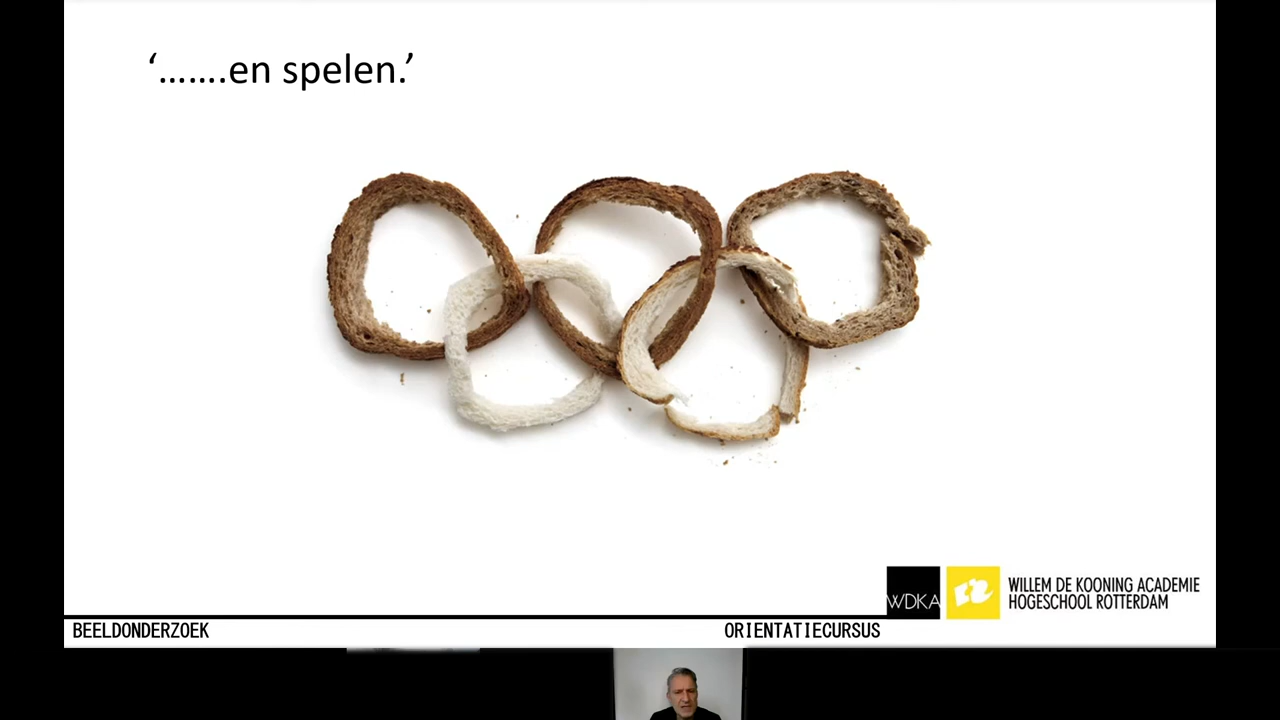 ‘.......en spelen.’
WDKA
WILLEM DE KOONING ACADEMIE
HOGESCHOOL ROTTERDAM
BEELDONDERZOEK
ORIENTATIECURSUS